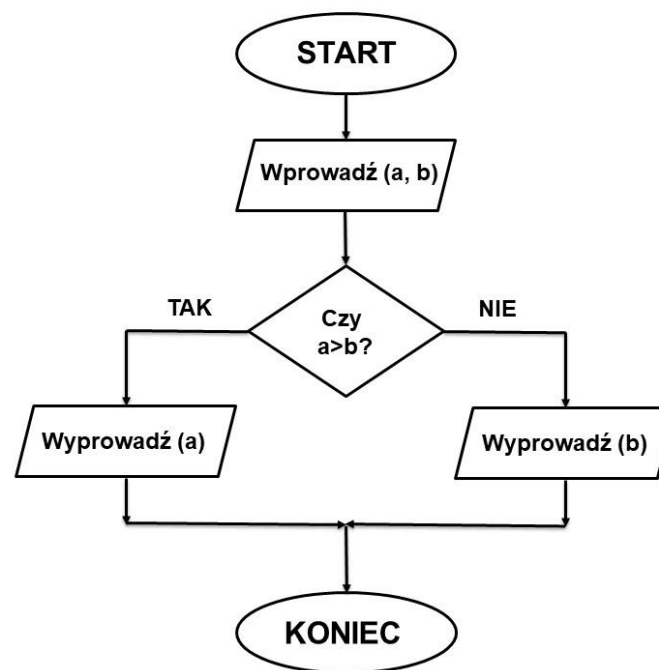 START
Wprowadź (a, b)
TAK
NIE
Czy
a>b?
Wyprowadź (a)
Wyprowadź (b)
KONIEC